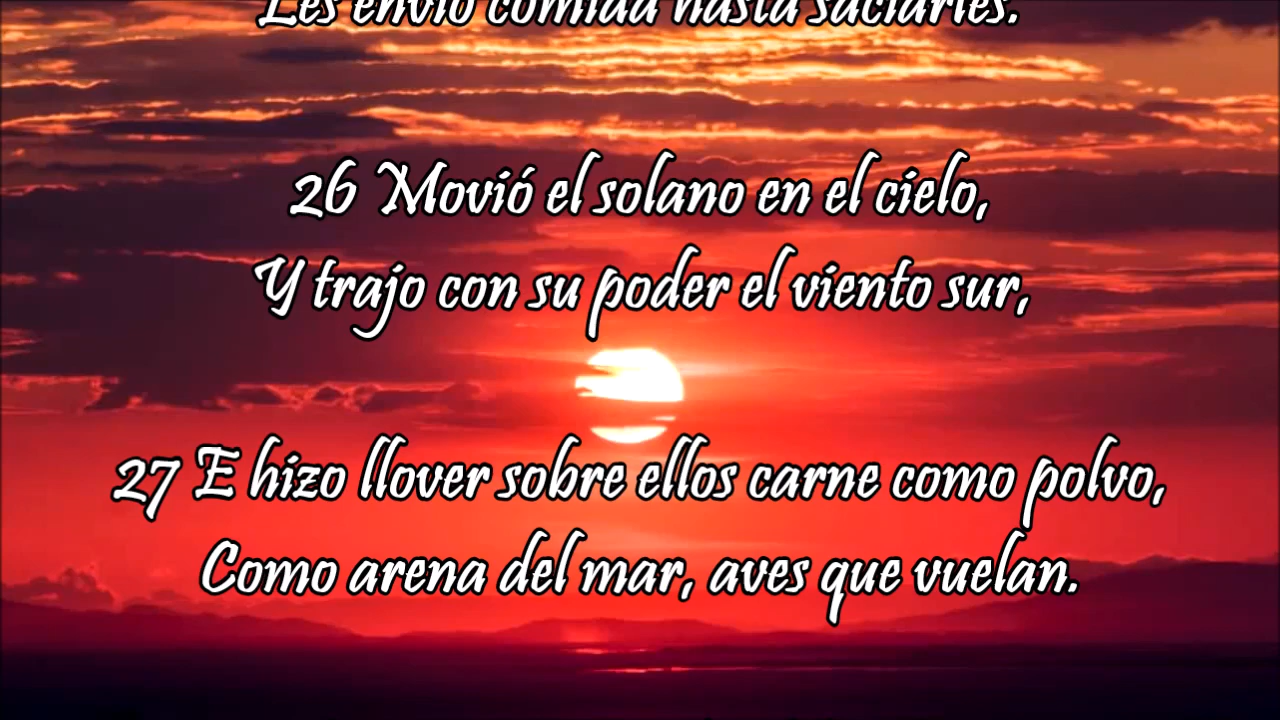 Les envió comida hasta saciarles.
26 Movió el solano en el cielo,
Y trajo con su poder el viento sur,
27 E hizo llover sobre ellos carne como polvo,
Como arena del mar, aves que vuelan.